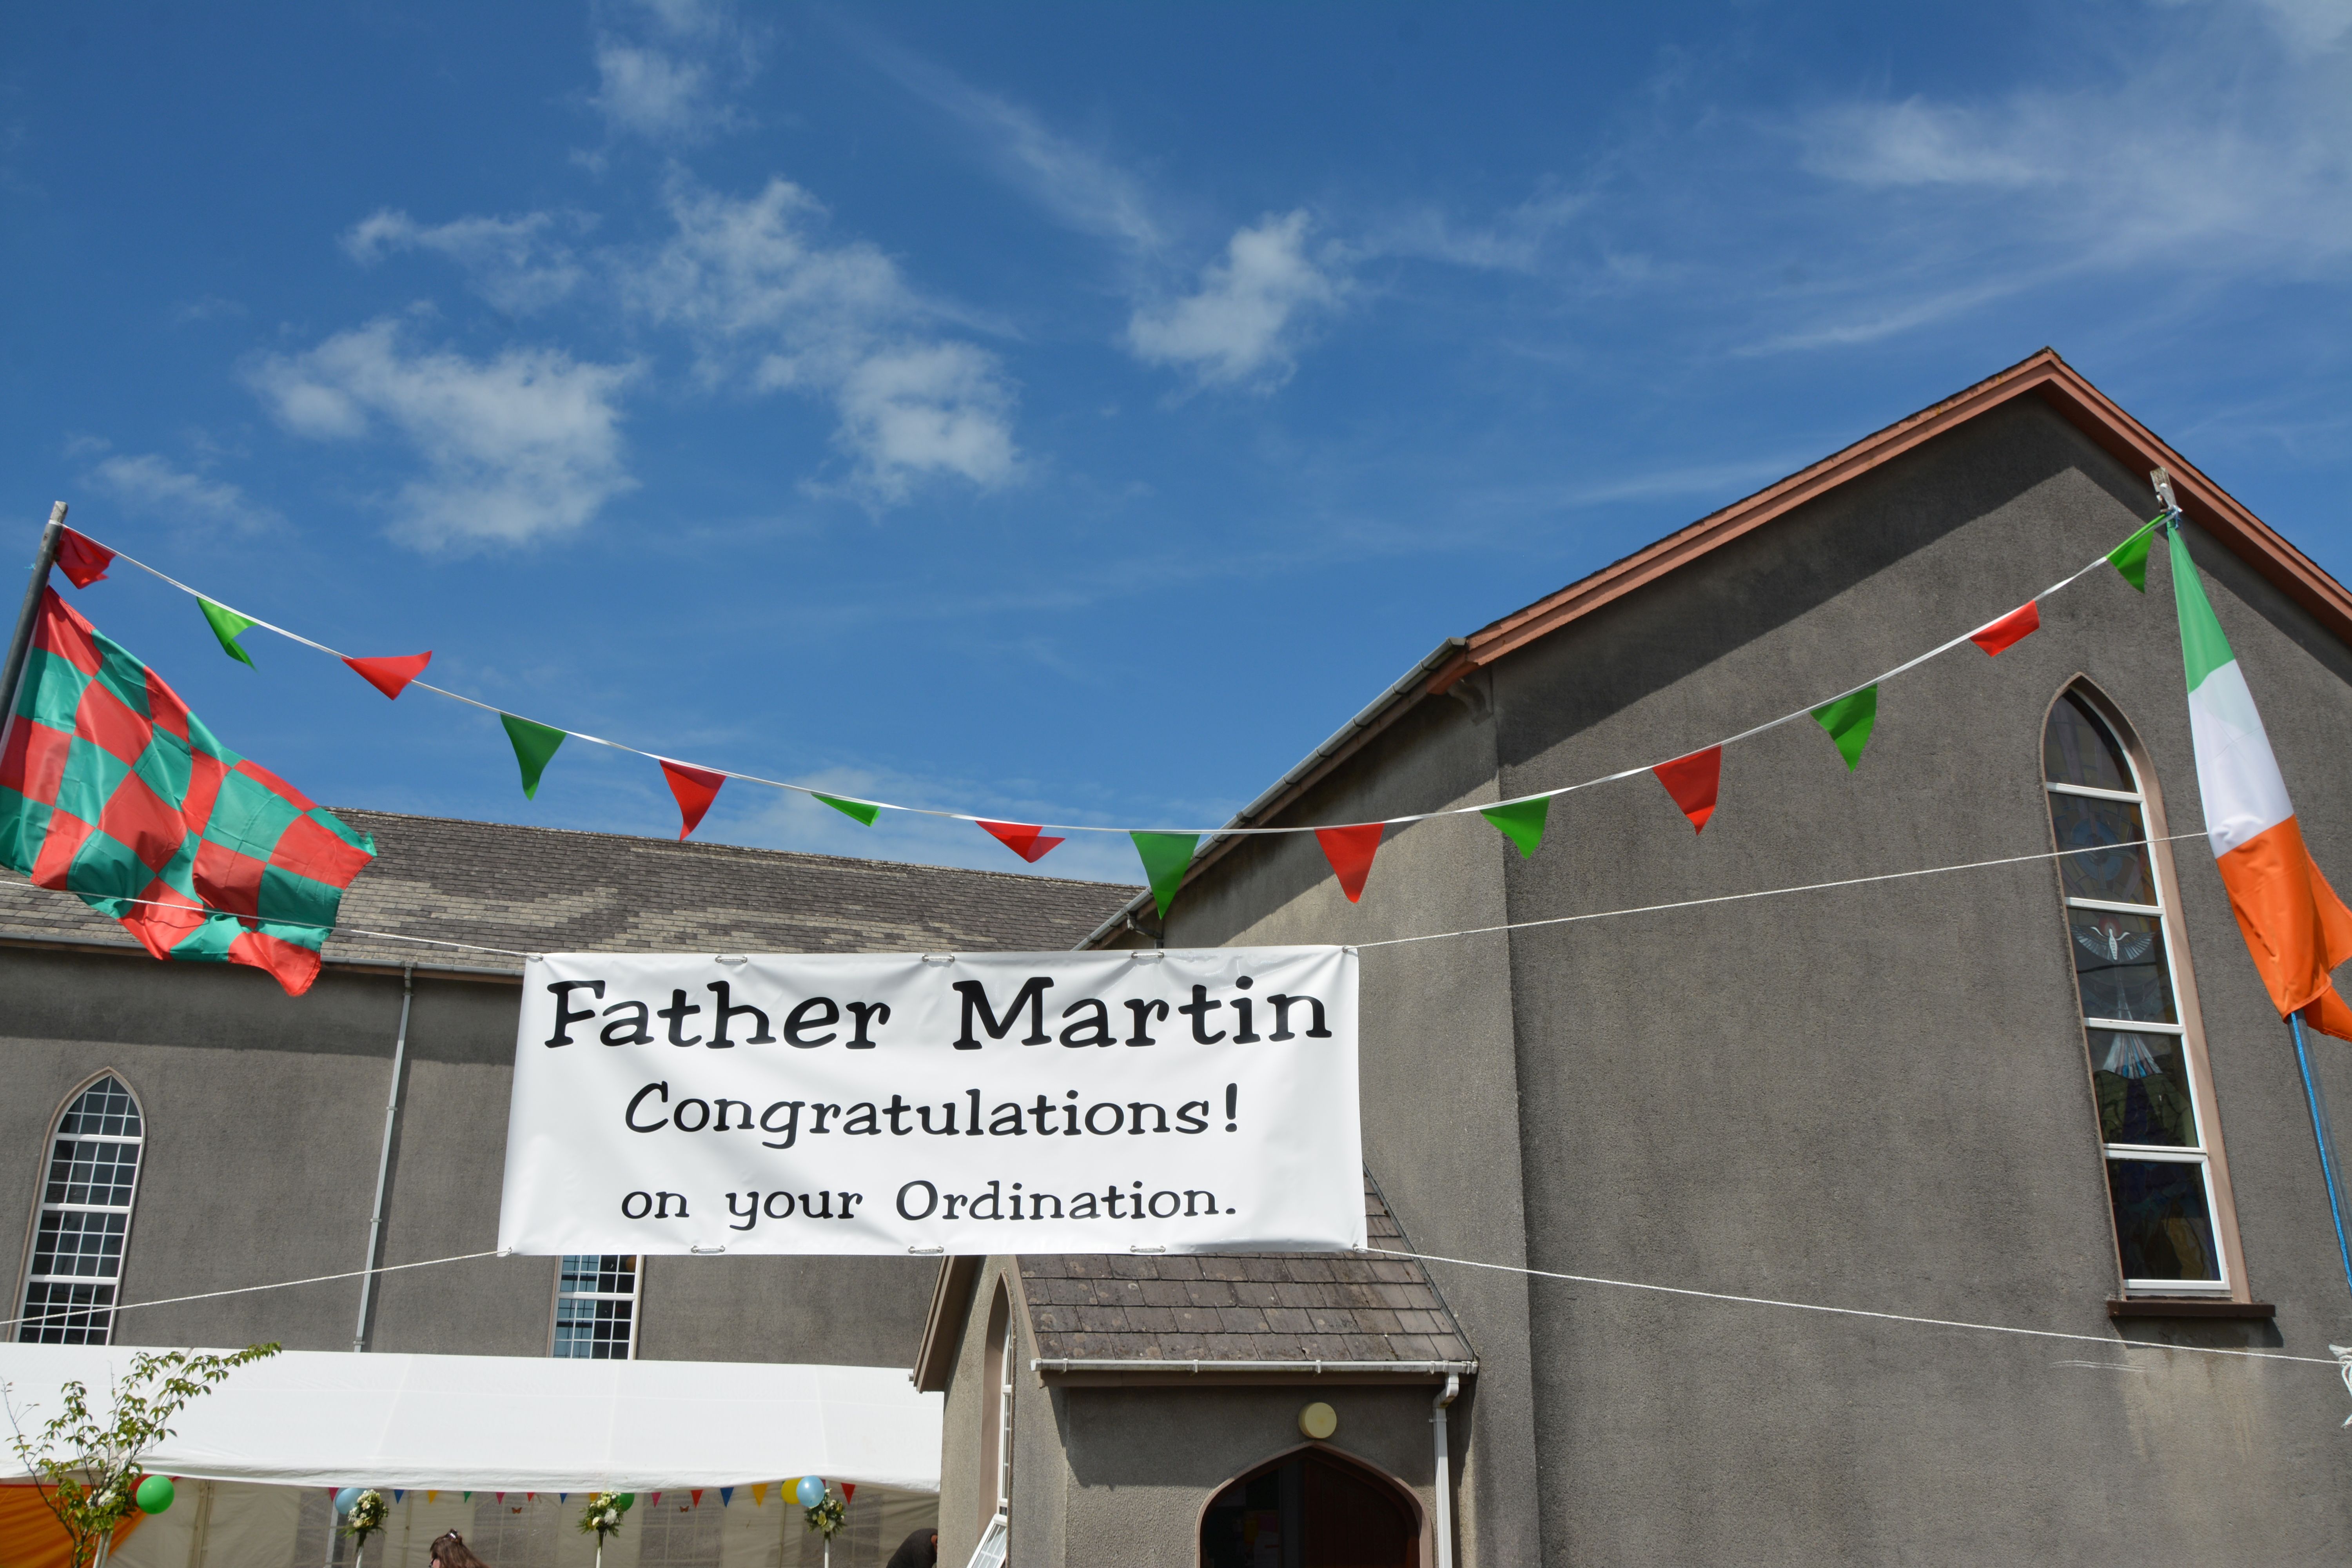 Father Martin
Congratulations!
on your Ordination.